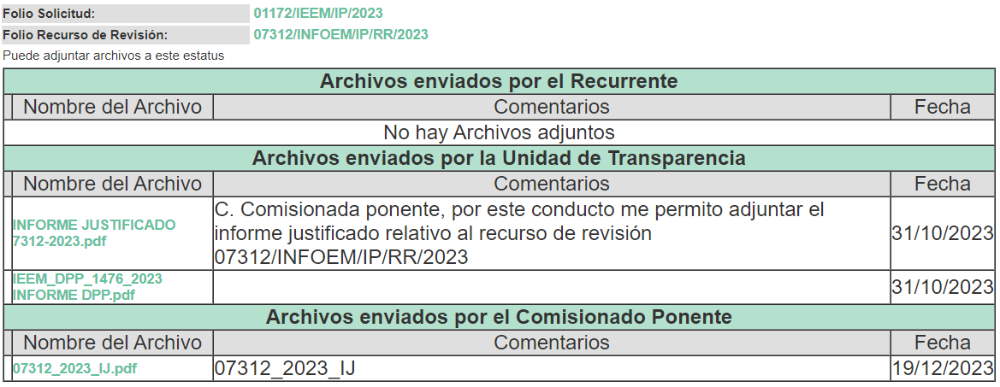 Folio Solicitud: 01172/IEEM/IP/2023
Folio Recurso de Revisión: 07312/INFOEM/IP/RR/2023
Puede adjuntar archivos a este estatus
Archivos enviados por el Recurrente
Nombre del Archivo Comentarios Fecha
No hay Archivos adjuntos
Archivos enviados por la Unidad de Transparencia
Nombre del Archivo Comentarios Fecha
INFORME JUSTIFICADO
7312-2023.pdf
C. Comisionada ponente, por este conducto me permito adjuntar el
informe justificado relativo al recurso de revisión
07312/INFOEM/IP/RR/2023
31/10/2023
IEEM_DPP_1476_2023
INFORME DPP.pdf
31/10/2023
Archivos enviados por el Comisionado Ponente
Nombre del Archivo Comentarios Fecha
07312_2023_IJ.pdf 07312_2023_IJ 19/12/2023